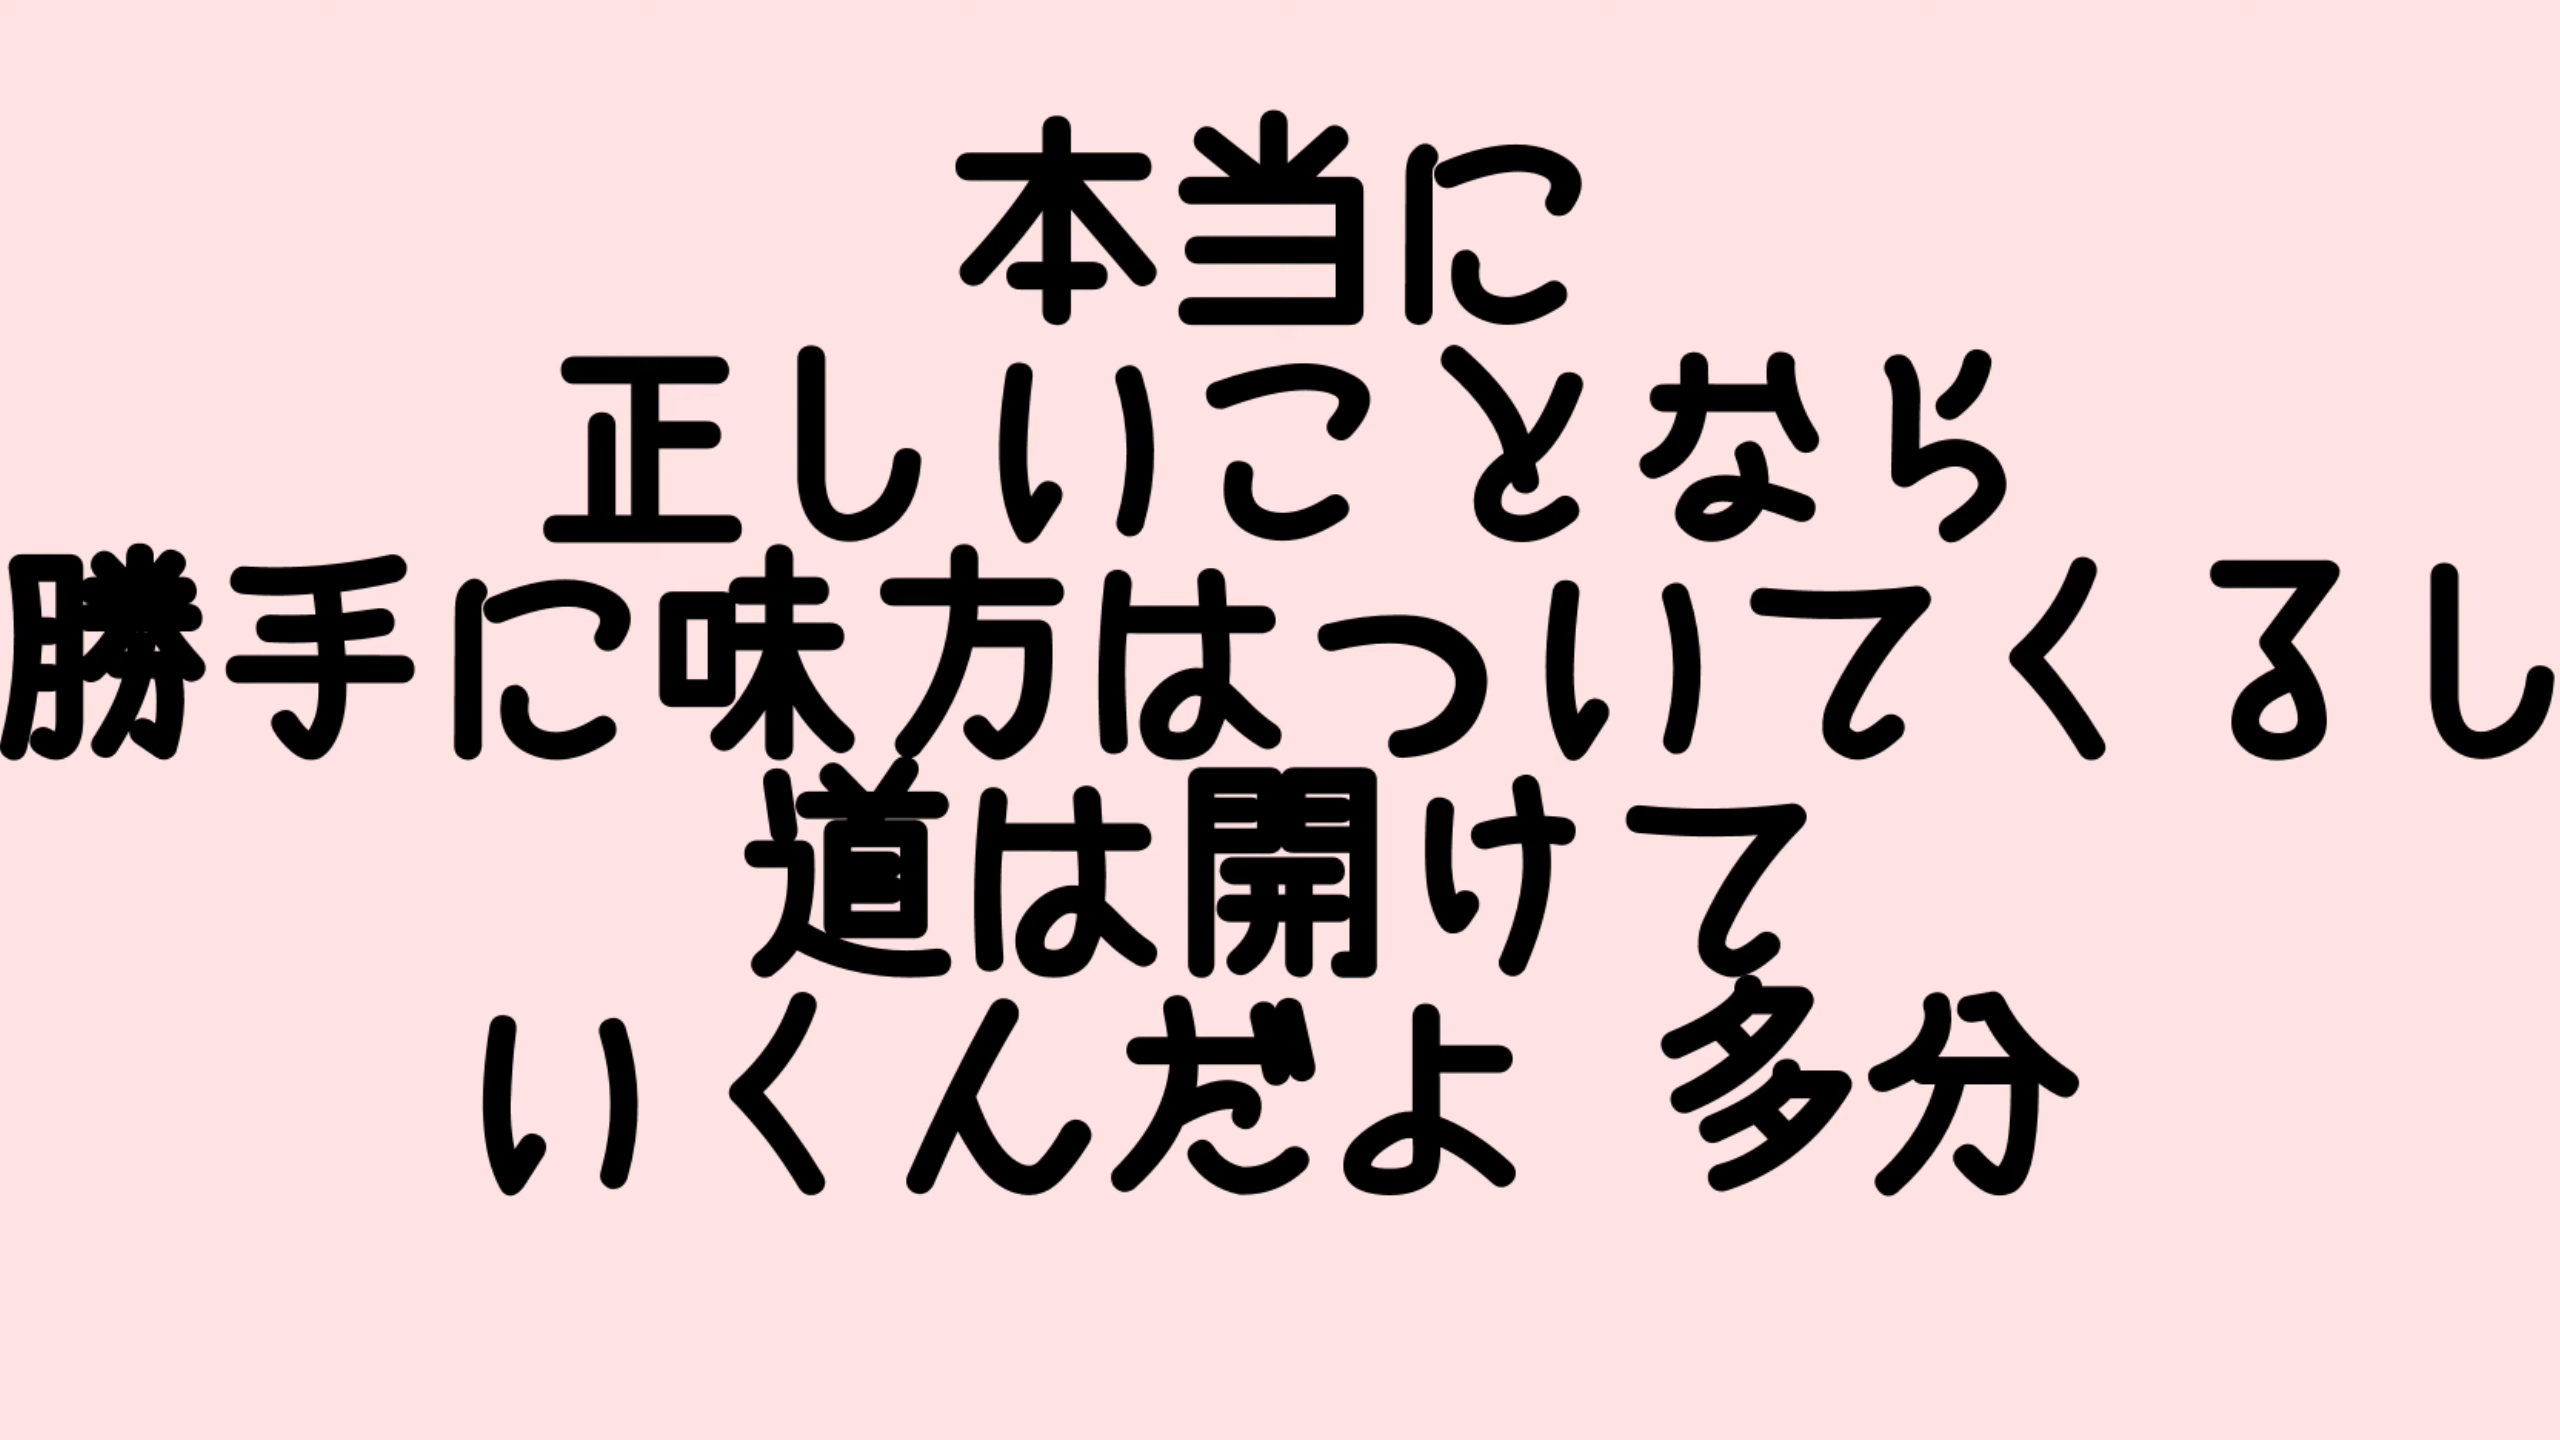 本当に
正しいことなら
勝手に味方はついてくるし
道は開けて
いくんだよ 多分